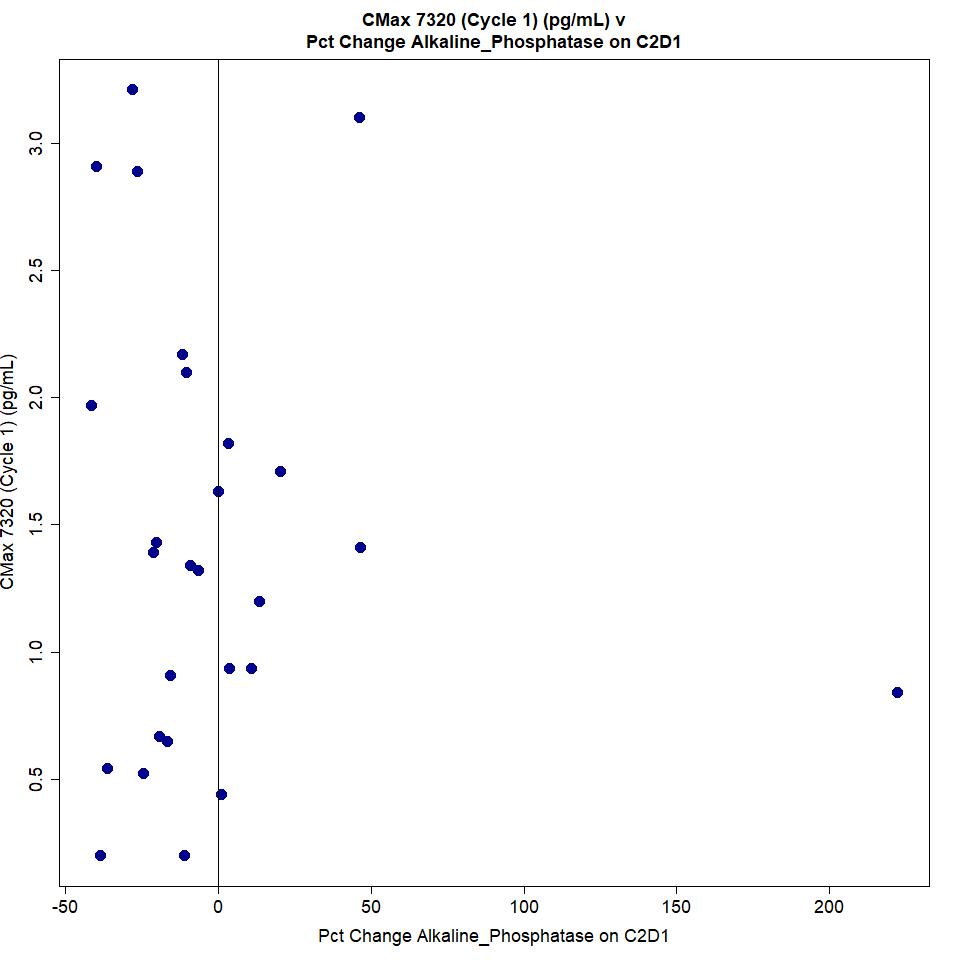 CMax 7320 (Cycle 1) (pg/mL) v
Pct Change Alkaline_Phosphatase on C2D1
CMax 7320 (Cycle 1) (pg/mL)
3.0
2.5
2.0
1.5
1.0
0.5
-50 0 50 100 150 200
Pct Change Alkaline_Phosphatase on C2D1